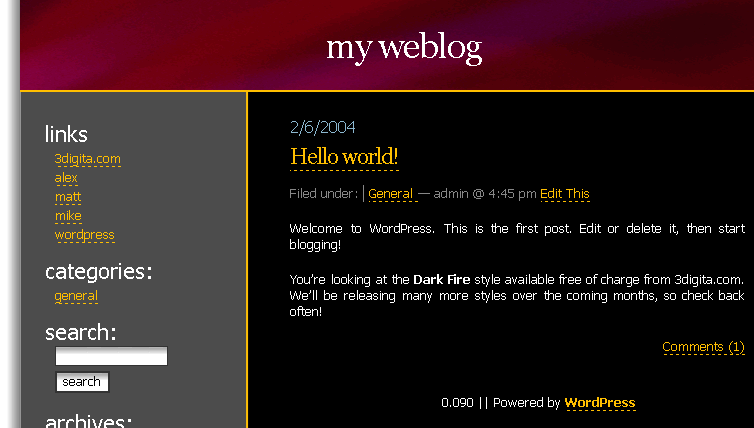 my weblog
links
3digita.com
alex
matt
mike
wordpress
categories:
general
search:
search
archives:
2/6/2004
Hello world!
Filed under: | General — admin @ 4:45 pm Edit This
Welcome to WordPress. This is the first post. Edit or delete it, then start
blogging!
You're looking at the Dark Fire style available free of charge from 3digita.com.
We'll be releasing many more styles over the coming months, so check back
often!
Comments (1)
0.090 || Powered by WordPress